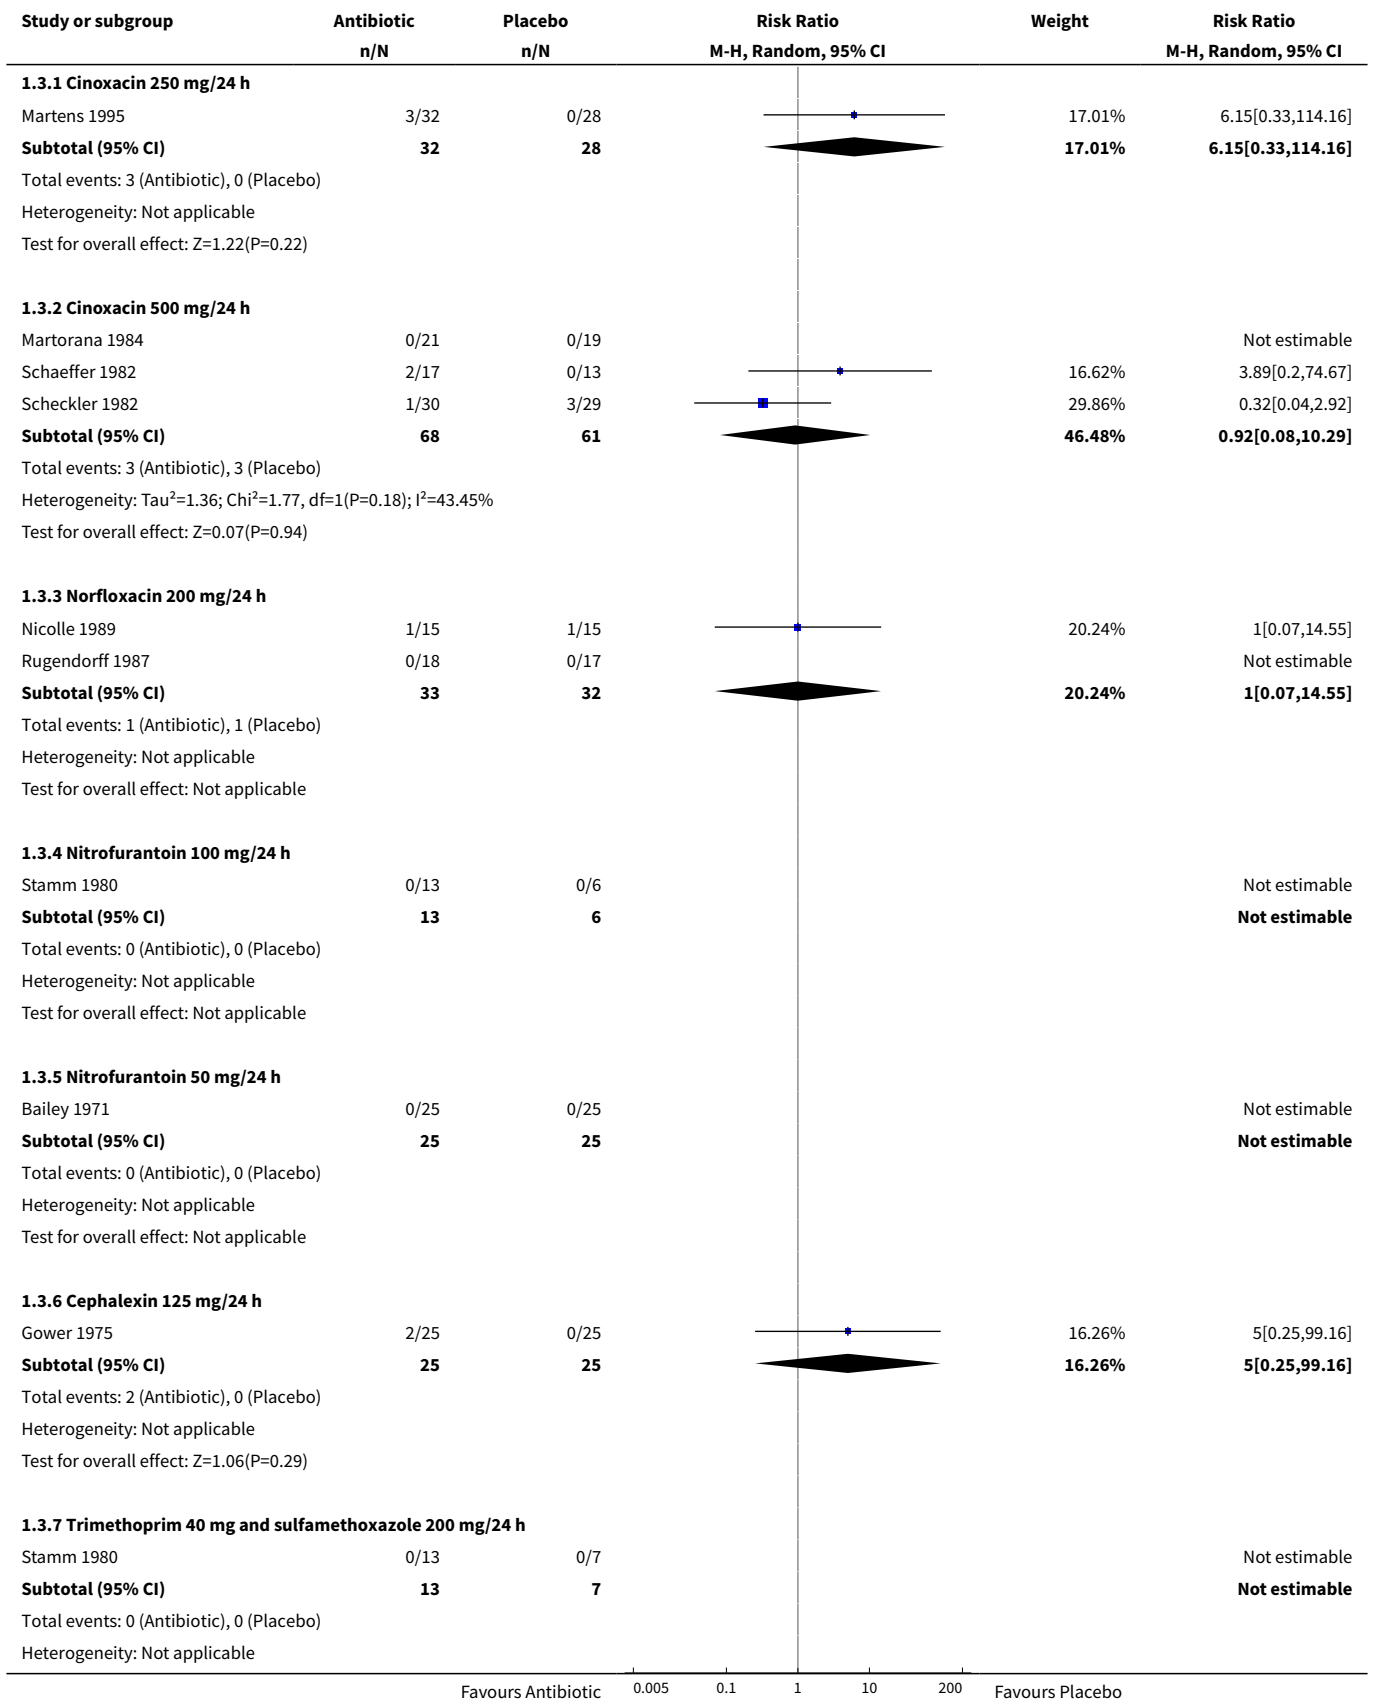 Study or subgroup Antibiotic Placebo Risk Ratio Weight Risk Ratio
n/N n/N M-H, Random, 95% CI M-H, Random, 95% CI
1.3.1 Cinoxacin 250 mg/24 h
Martens 1995 3/32 0/28 17.01% 6.15[0.33,114.16]
Subtotal (95% CI) 32 28 17.01% 6.15[0.33,114.16]
Total events: 3 (Antibiotic), 0 (Placebo)
Heterogeneity: Not applicable
Test for overall effect: Z=1.22(P=0.22)
1.3.2 Cinoxacin 500 mg/24 h
Martorana 1984 0/21 0/19 Not estimable
Schaeffer 1982 2/17 0/13 16.62% 3.89[0.2,74.67]
Scheckler 1982 1/30 3/29 29.86% 0.32[0.04,2.92]
Subtotal (95% CI) 68 61 46.48% 0.92[0.08,10.29]
Total events: 3 (Antibiotic), 3 (Placebo)
Heterogeneity: Tau²=1.36; Chi²=1.77, df=1(P=0.18); I²=43.45%
Test for overall effect: Z=0.07(P=0.94)
1.3.3 Norfloxacin 200 mg/24 h
Nicolle 1989 1/15 1/15 20.24% 1[0.07,14.55]
Rugendorff 1987 0/18 0/17 Not estimable
Subtotal (95% CI) 33 32 20.24% 1[0.07,14.55]
Total events: 1 (Antibiotic), 1 (Placebo)
Heterogeneity: Not applicable
Test for overall effect: Not applicable
1.3.4 Nitrofurantoin 100 mg/24 h
Stamm 1980 0/13 0/6 Not estimable
Subtotal (95% CI) 13 6 Not estimable
Total events: 0 (Antibiotic), 0 (Placebo)
Heterogeneity: Not applicable
Test for overall effect: Not applicable
1.3.5 Nitrofurantoin 50 mg/24 h
Bailey 1971 0/25 0/25 Not estimable
Subtotal (95% CI) 25 25 Not estimable
Total events: 0 (Antibiotic), 0 (Placebo)
Heterogeneity: Not applicable
Test for overall effect: Not applicable
1.3.6 Cephalexin 125 mg/24 h
Gower 1975 2/25 0/25 16.26% 5[0.25,99.16]
Subtotal (95% CI) 25 25 16.26% 5[0.25,99.16]
Total events: 2 (Antibiotic), 0 (Placebo)
Heterogeneity: Not applicable
Test for overall effect: Z=1.06(P=0.29)
1.3.7 Trimethoprim 40 mg and sulfamethoxazole 200 mg/24 h
Stamm 1980 0/13 0/7 Not estimable
Subtotal (95% CI) 13 7 Not estimable
Total events: 0 (Antibiotic), 0 (Placebo)
Heterogeneity: Not applicable
Favours Antibiotic 0.005 0.1 1 10 200 Favours Placebo